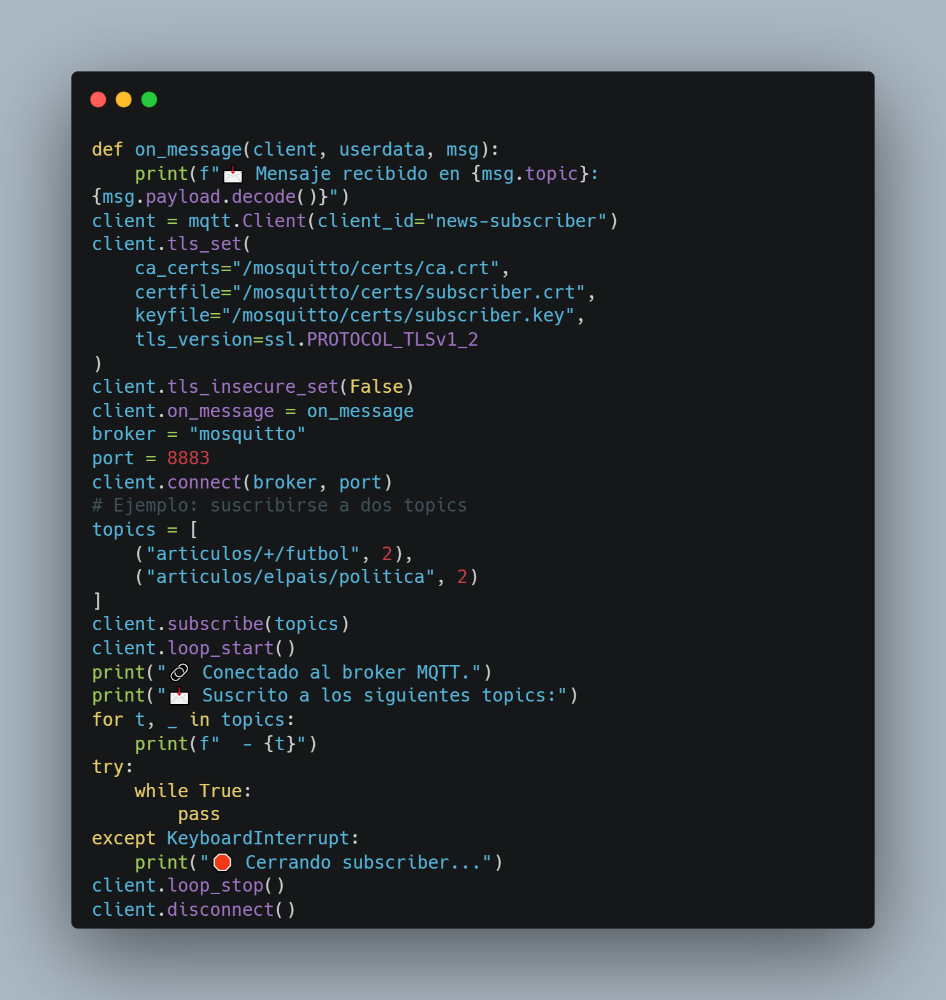 def on_message(client, userdata, msg):
    print(f"📩 Mensaje recibido en {msg.topic}:
{msg.payload.decode()}")
client = mqtt.Client(client_id="news-subscriber")
client.tls_set(
    ca_certs="/mosquitto/certs/ca.crt",
    certfile="/mosquitto/certs/subscriber.crt",
    keyfile="/mosquitto/certs/subscriber.key",
    tls_version=ssl.PROTOCOL_TLSv1_2
)
client.tls_insecure_set(False)
client.on_message = on_message
broker = "mosquitto"
port = 8883
client.connect(broker, port)
# Ejemplo: suscribirse a dos topics
topics = [
    ("articulos/+/futbol", 2),
    ("articulos/elpais/politica", 2)
]
client.subscribe(topics)
client.loop_start()
print("🔗 Conectado al broker MQTT.")
print("📩 Suscrito a los siguientes topics:")
for t, _ in topics:
    print(f"  - {t}")
try:
    while True:
        pass
except KeyboardInterrupt:
    print("🛑 Cerrando subscriber...")
client.loop_stop()
client.disconnect()